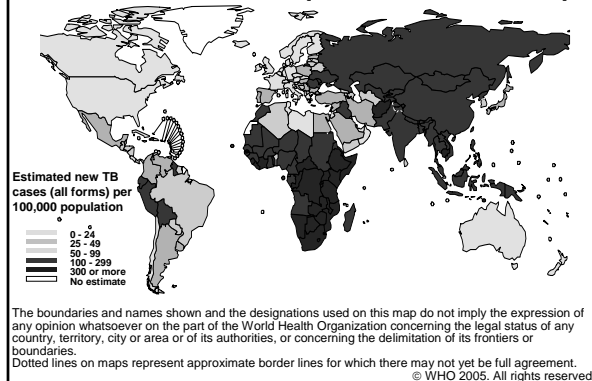 Estimated new TB
cases (all forms) per
100,000 population
0 - 24
25 - 49
50 - 99
100 - 299
300 or more
No estimate
The boundaries and names shown and the designations used on this map do not imply the expression of
any opinion whatsoever on the part of the World Health Organization concerning the legal status of any
country, territory, city or area or of its authorities, or concerning the delimitation of its frontiers or
boundaries.
Dotted lines on maps represent approximate border lines for which there may not yet be full agreement.
© WHO 2005. All rights reserved